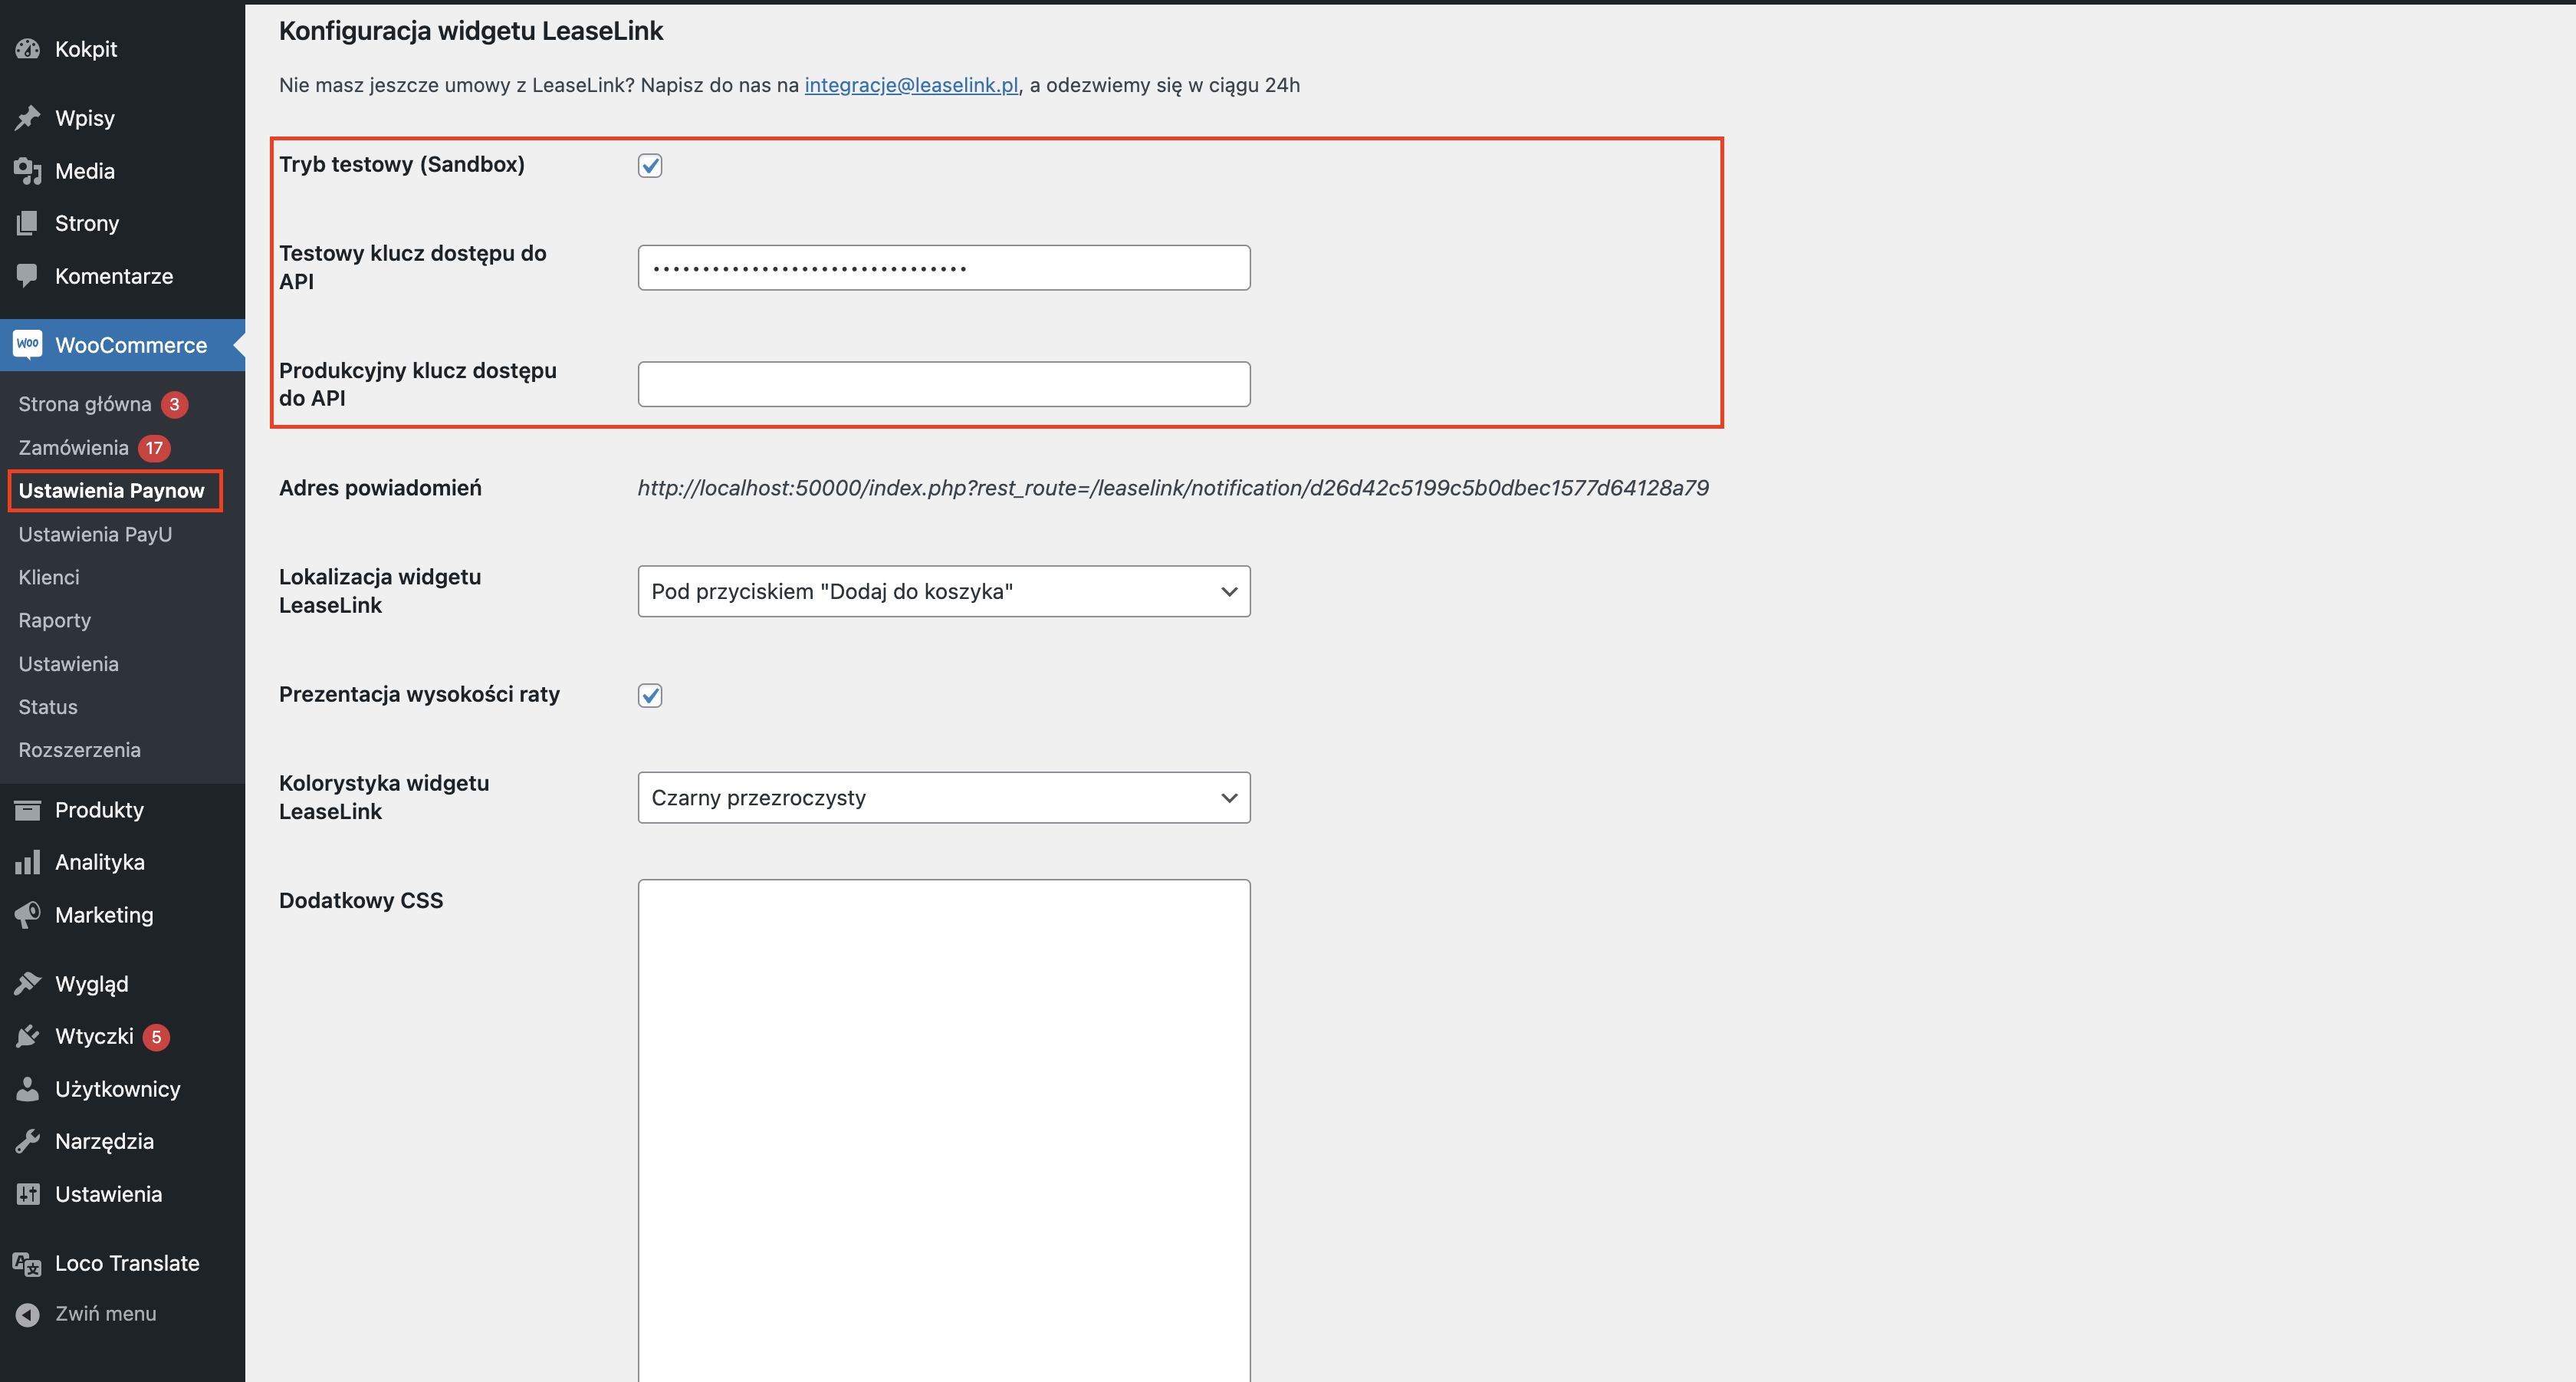 Kokpit
Wpisy
Media
Strony
Komentarze
Woo WooCommerce
Strona główna 3
Zamówienia 17
Ustawienia Paynow
Ustawienia PayU
Klienci
Raporty
Ustawienia
Status
Rozszerzenia
Produkty
Analityka
Marketing
Wygląd
Wtyczki 5
Użytkownicy
Narzędzia
Ustawienia
Loco Translate
Zwiń menu
Konfiguracja widgetu LeaseLink
Nie masz jeszcze umowy z LeaseLink? Napisz do nas na integracje@leaselink.pl, a odezwiemy się w ciągu 24h
Tryb testowy (Sandbox)
Testowy klucz dostępu do
API
••••••••••••••••••••••••••••••••
Produkcyjny klucz dostępu
do API
Adres powiadomień
http://localhost:50000/index.php?rest_route=/leaselink/notification/d26d42c5199c5b0dbec1577d64128a79
Lokalizacja widgetu
LeaseLink
Pod przyciskiem "Dodaj do koszyka"
Prezentacja wysokości raty
Kolorystyka widgetu
LeaseLink
Czarny przezroczysty
Dodatkowy CSS